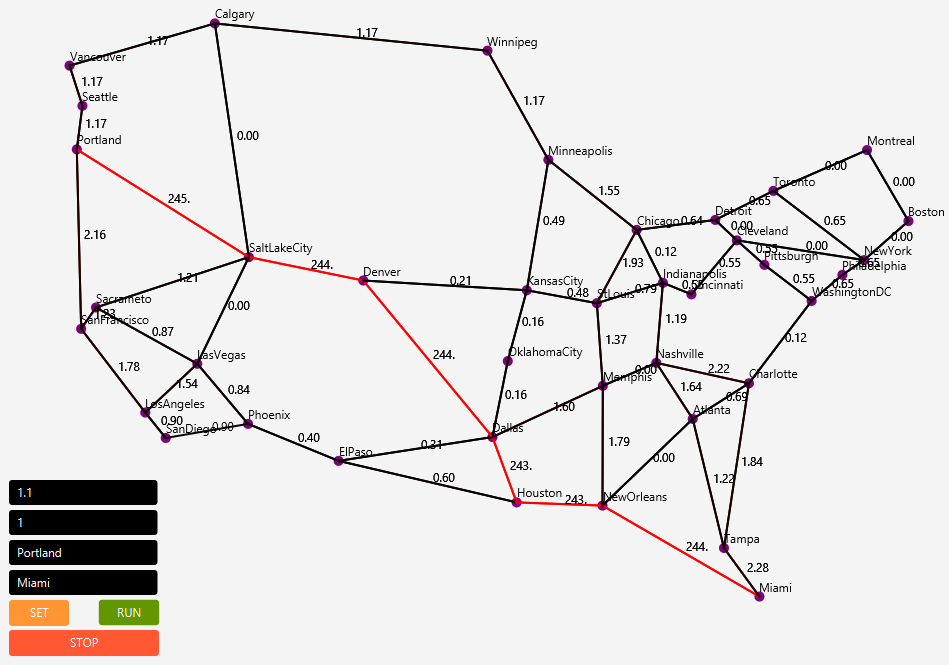 Calgary
1.17
1.17
Winnipeg
Vancouver
1.17
Seattle
1.17
1.17
Portland
0.00
Minneapolis
Montreal
0.00
Toronto
0.00
245.
1.55
0.65
Detroit
Boston
2.16
0.49
Chicago
0.64
0.00
0.65
Cleveland
0.00
0.00
SaltLakeCity
0.12
0.55
NewYork
244.
1.93
0.55
Pittsburgh
Philadelphia
Denver
Indianapolis
0.55
0.65
1.21
0.21
KansasCity
0.79
Cincinnati
0.65
WashingtonDC
0.48
StLouis
Sacrameto
0.00
1.23
SanFrancisco
0.16
1.19
0.87
1.37
0.12
LasVegas
244.
OklahomaCity
Nashville
1.78
1.54
0.84
0.00
2.22
Charlotte
Memphis
1.64
0.16
0.69
LosAngeles
1.60
Atlanta
0.90
Phoenix
SanDiego
0.90
Dallas
0.40
0.31
1.79
ElPaso
0.00
1.84
243.
0.60
1.22
Houston
243.
NewOrleans
1.1
1
Tampa
244.
Portland
2.28
Miami
Miami
SET
RUN
STOP